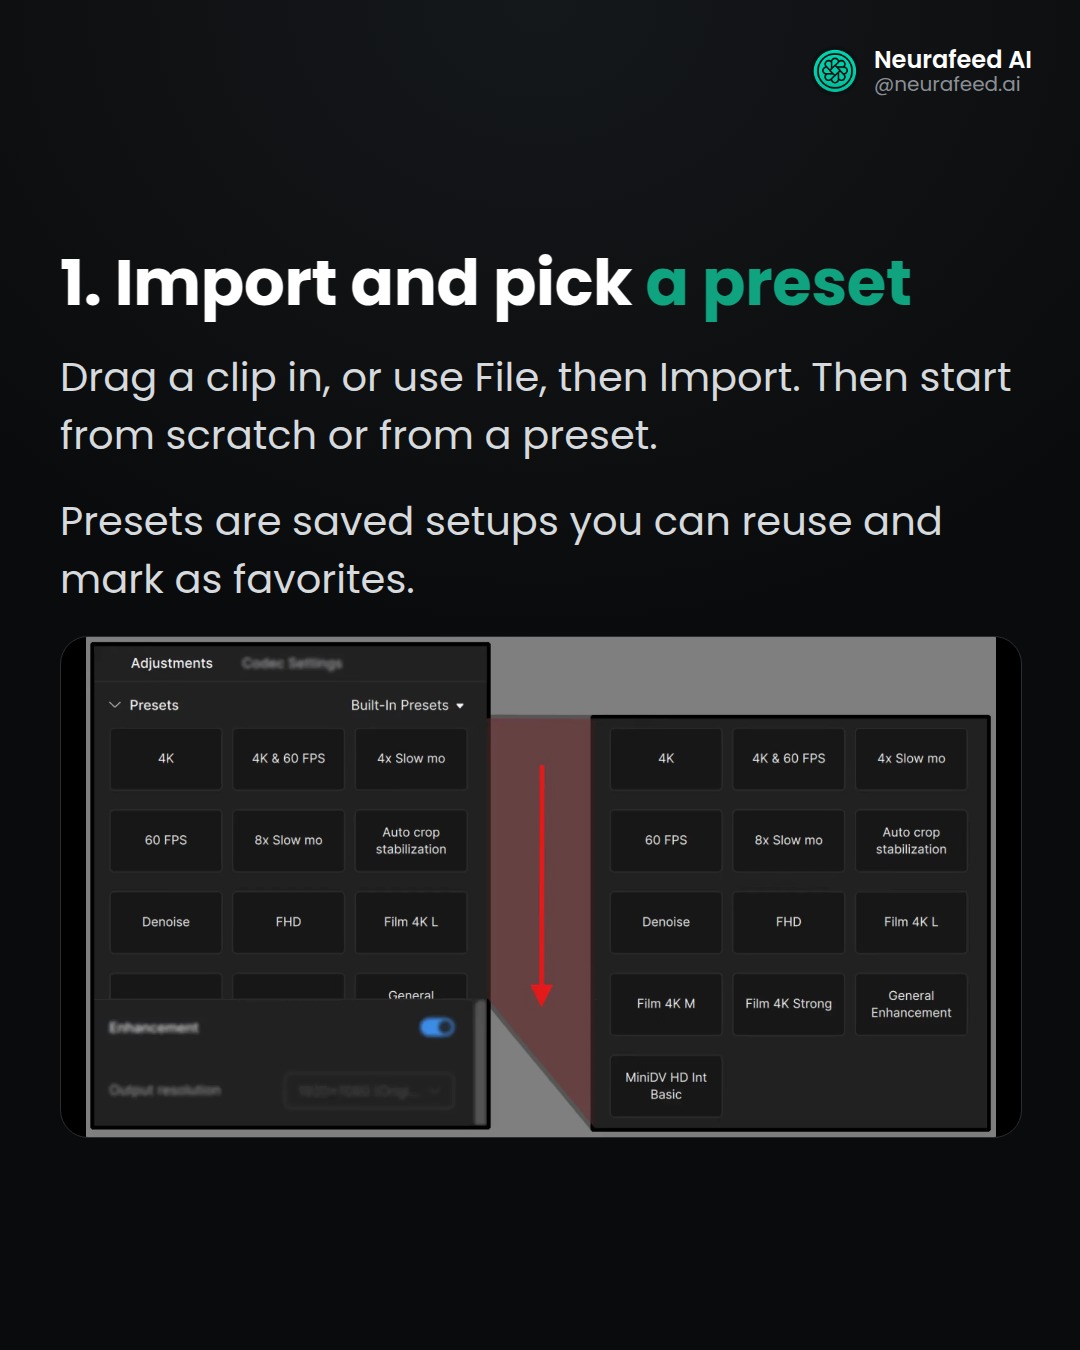 Neurafeed AI
@neurafeed.ai
1. Import and pick a preset
Drag a clip in, or use File, then Import. Then start
from scratch or from a preset.
Presets are saved setups you can reuse and
mark as favorites.
Adjustments Codec Settings
Presets Built-In Presets
4K 4K & 60 FPS 4x Slow mo
60 FPS 8x Slow mo Auto crop
stabilization
Denoise FHD Film 4K L
General
Enhancement
Output resolution
4K 4K & 60 FPS 4x Slow mo
60 FPS 8x Slow mo Auto crop
stabilization
Denoise FHD Film 4K L
Film 4K M Film 4K Strong General
Enhancement
MiniDV HD Int
Basic